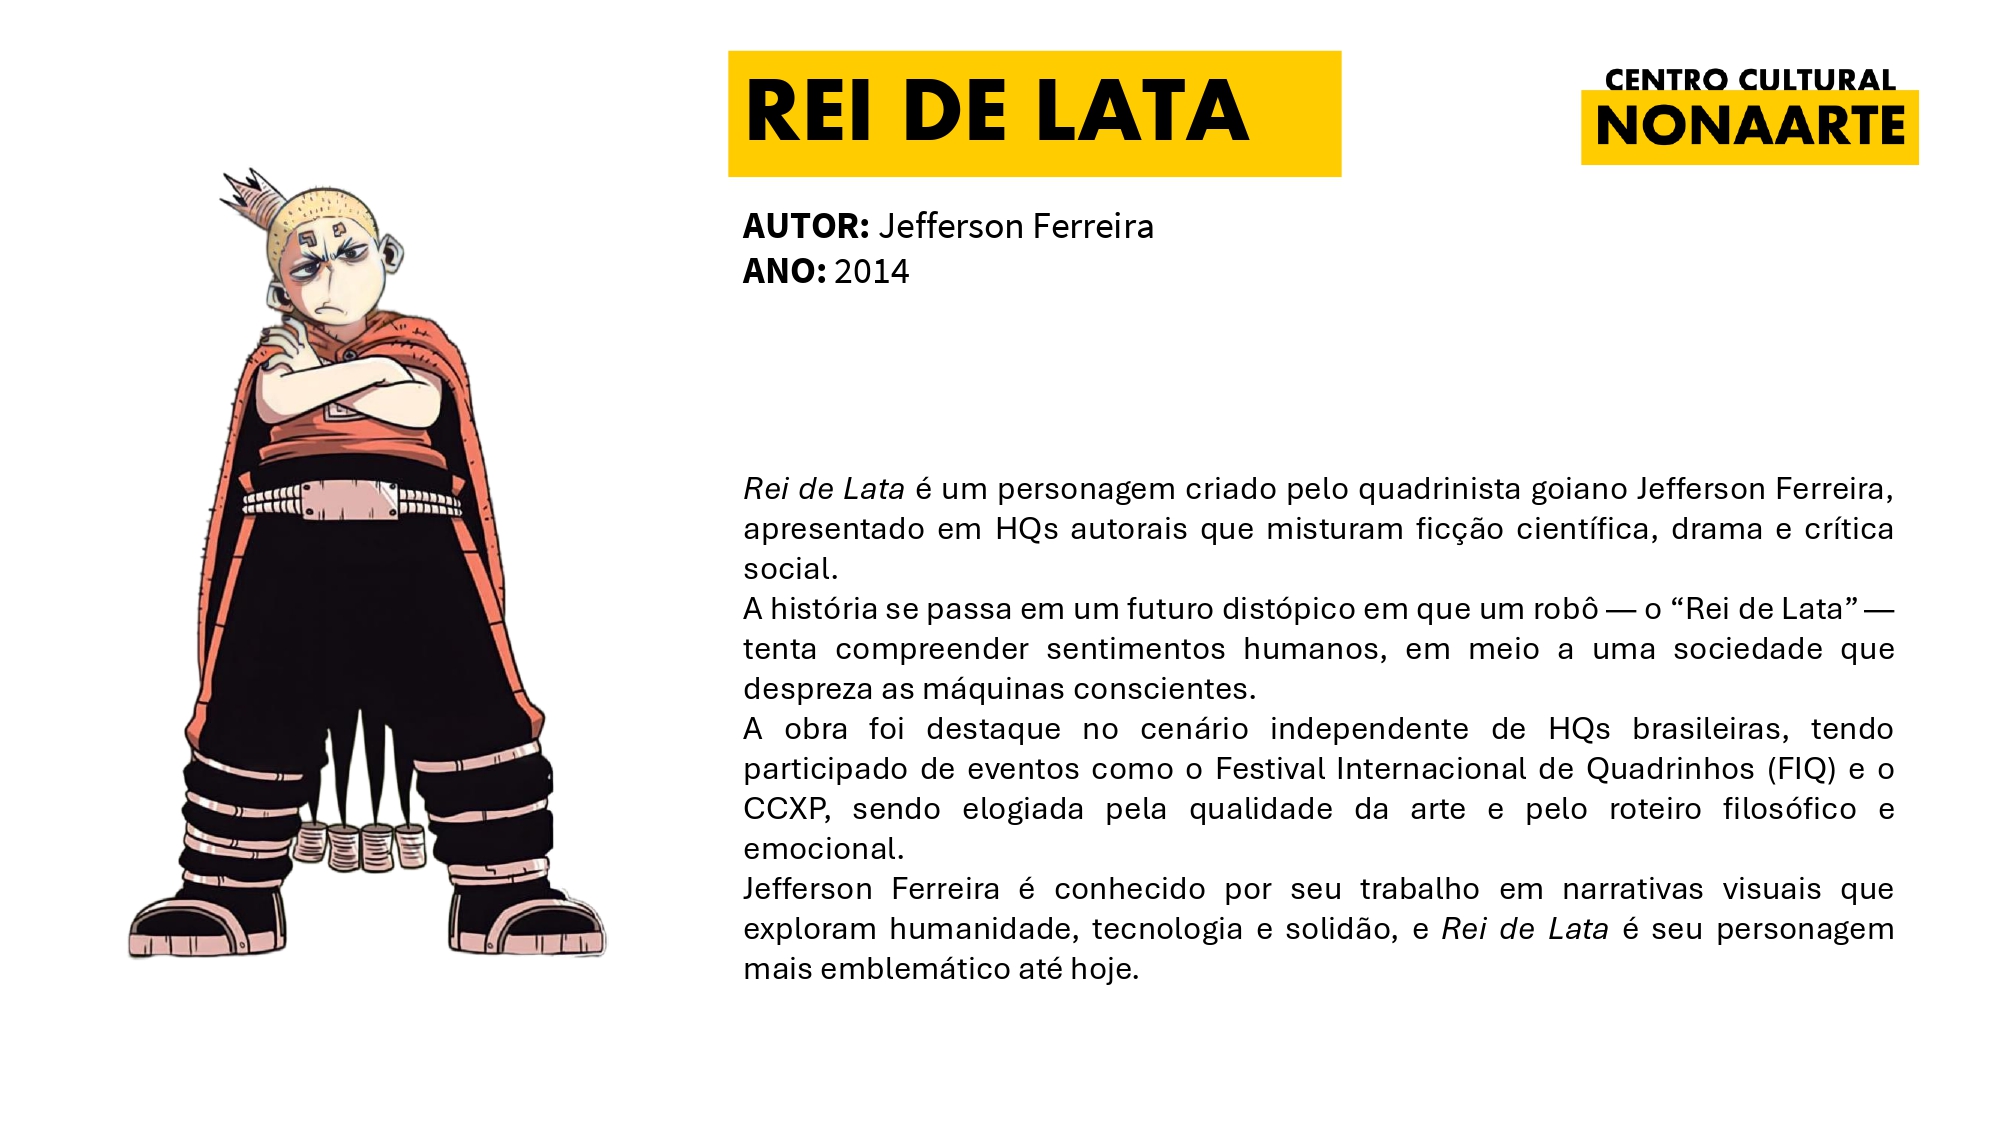 REI DE LATA
CENTRO CULTURAL
NONAARTE
AUTOR: Jefferson Ferreira
ANO: 2014
Rei de Lata é um personagem criado pelo quadrinista goiano Jefferson Ferreira,
apresentado em HQs autorais que misturam ficção científica, drama e crítica
social.
A história se passa em um futuro distópico em que um robô — o “Rei de Lata” —
tenta compreender sentimentos humanos, em meio a uma sociedade que
despreza as máquinas conscientes.
A obra foi destaque no cenário independente de HQs brasileiras, tendo
participado de eventos como o Festival Internacional de Quadrinhos (FIQ) e o
CCXP, sendo elogiada pela qualidade da arte e pelo roteiro filosófico e
emocional.
Jefferson Ferreira é conhecido por seu trabalho em narrativas visuais que
exploram humanidade, tecnologia e solidão, e Rei de Lata é seu personagem
mais emblemático até hoje.